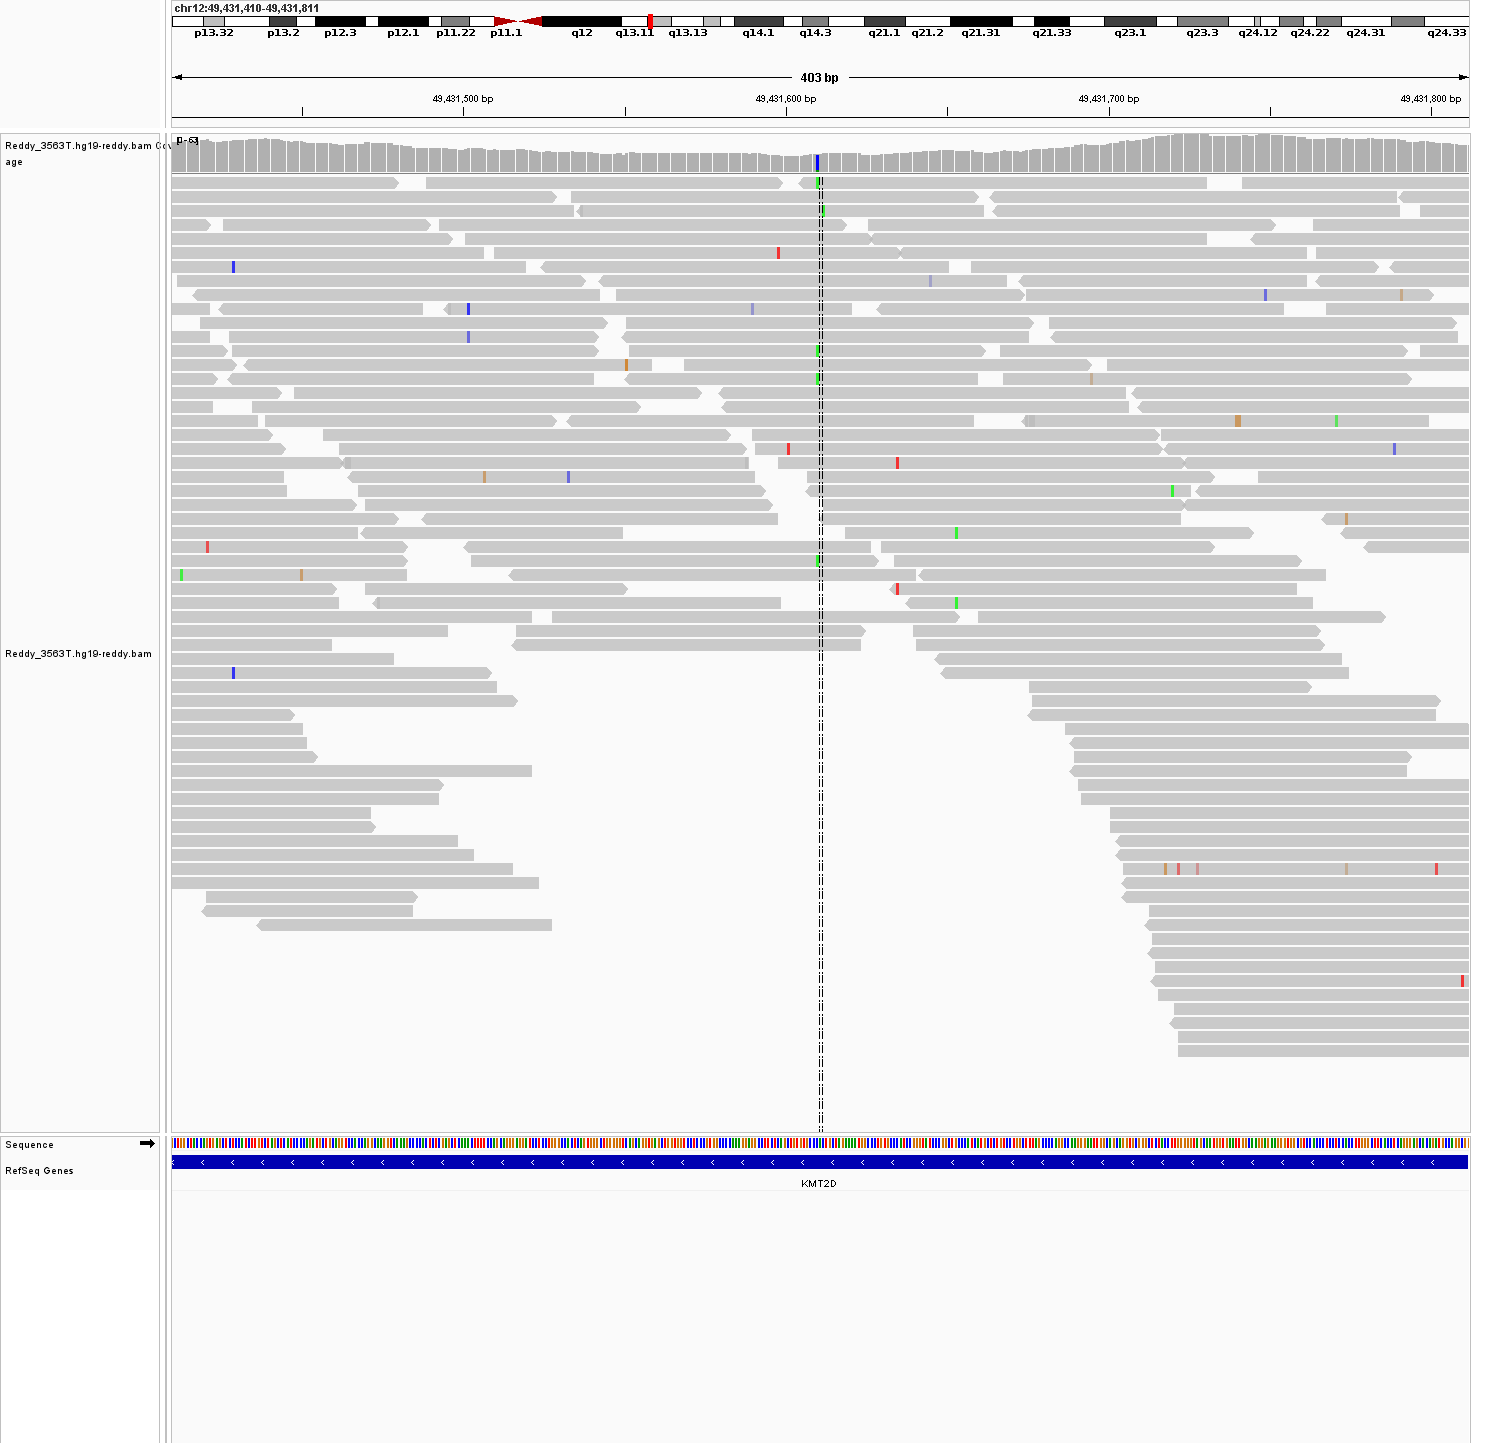 chr12:49,431,410-49,431,811
p13.32 p13.2 p12.3 p12.1 p11.22 p11.1 q12 q13.11 q13.13 q14.1 q14.3 q21.1 q21.2 q21.31 q21.33 q23.1 q23.3 q24.12 q24.22 q24.31 q24.33
403 bp
49,431,500 bp 49,431,600 bp 49,431,700 bp 49,431,800 bp
Reddy_3563T.hg19-reddy.bam
age
Reddy_3563T.hg19-reddy.bam
Sequence
RefSeq Genes
KMT2D